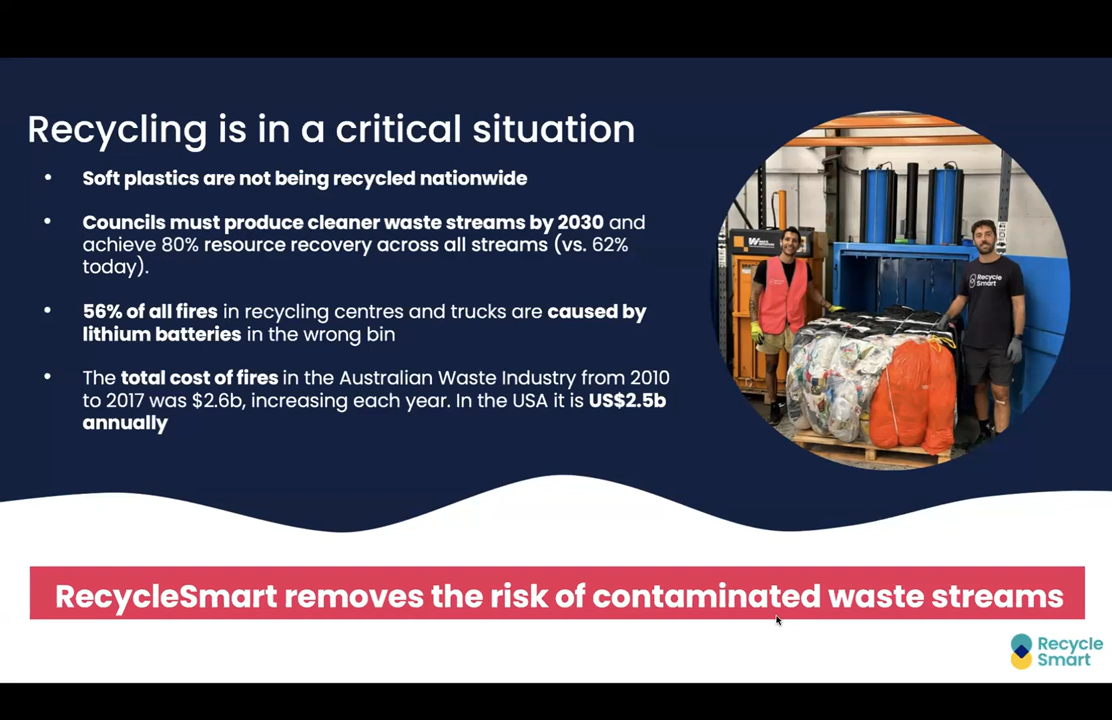 Recycling is in a critical situation
• Soft plastics are not being recycled nationwide
• Councils must produce cleaner waste streams by 2030 and
achieve 80% resource recovery across all streams (vs. 62%
today).
• 56% of all fires in recycling centres and trucks are caused by
lithium batteries in the wrong bin
• The total cost of fires in the Australian Waste Industry from 2010
to 2017 was $2.6b, increasing each year. In the USA it is US$2.5b
annually
Recycle
Smart
RecycleSmart removes the risk of contaminated waste streams
Recycle
Smart